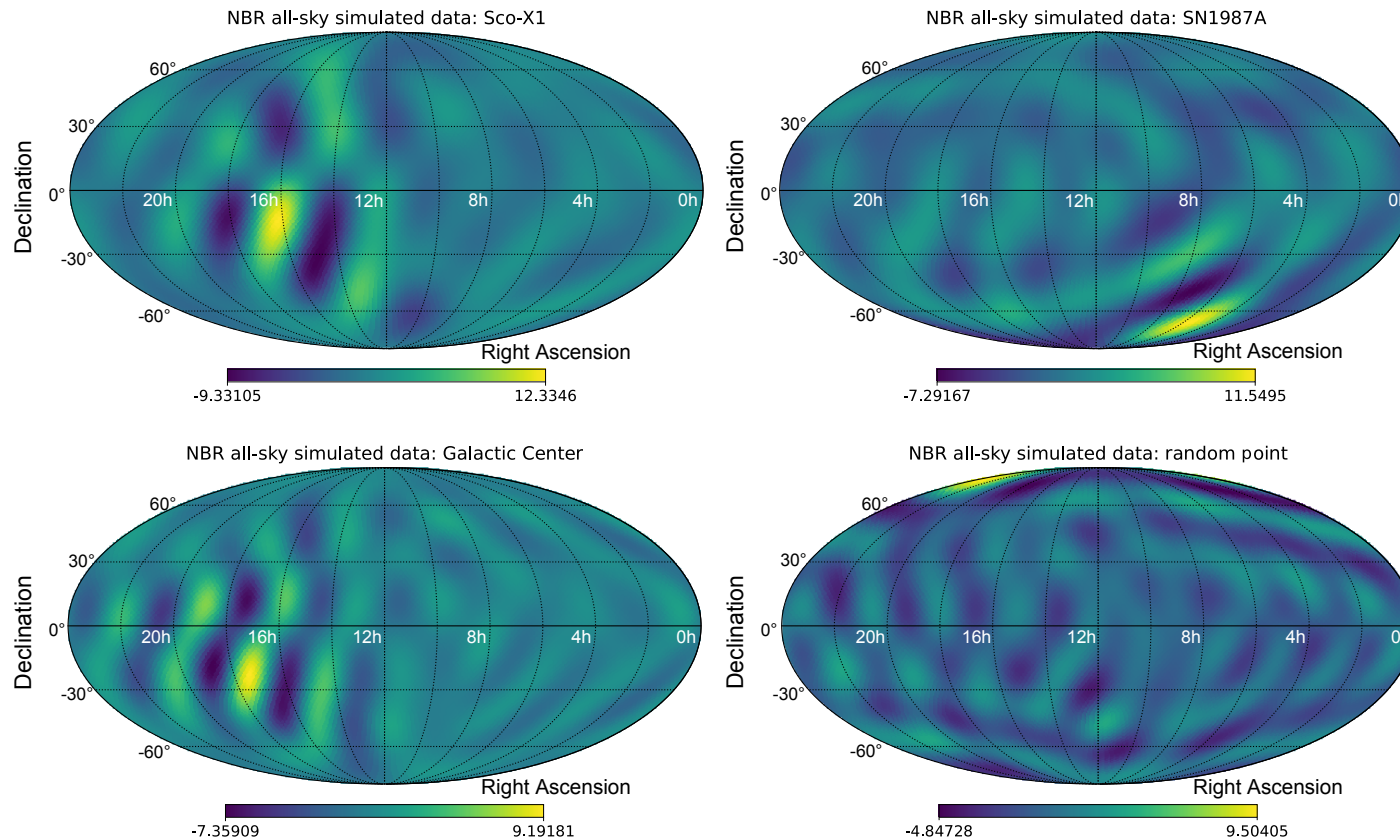 NBR all-sky simulated data: Sco-X1
60°
30°
0°
-30°
-60°
20h
16h
12h
8h
4h
0h
Declination
Right Ascension
-9.33105
12.3346
NBR all-sky simulated data: SN1987A
60°
30°
0°
-30°
-60°
20h
16h
12h
8h
4h
0h
Declination
Right Ascension
-7.29167
11.5495
NBR all-sky simulated data: Galactic Center
60°
30°
0°
-30°
-60°
20h
16h
12h
8h
4h
0h
Declination
Right Ascension
-7.35909
9.19181
NBR all-sky simulated data: random point
60°
30°
0°
-30°
-60°
20h
16h
12h
8h
4h
0h
Declination
Right Ascension
-4.84728
9.50405